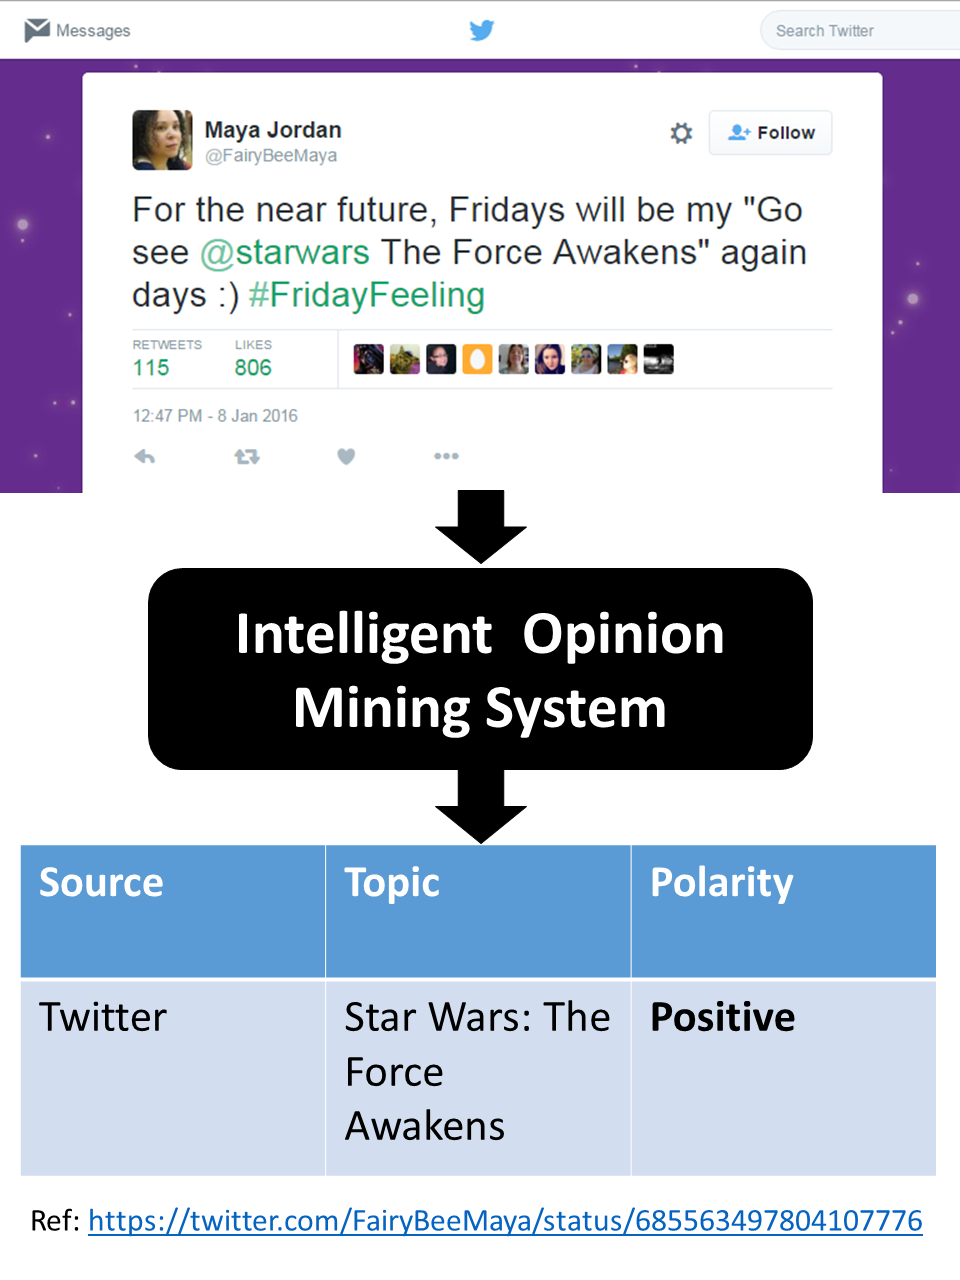 Messages
Search Twitter
Maya Jordan
@FairyBeeMaya
Follow
For the near future, Fridays will be my "Go
see @starwars The Force Awakens" again
days :) #FridayFeeling
RETWEETS LIKES
115 806
12:47 PM - 8 Jan 2016
Intelligent Opinion
Mining System
Source Topic Polarity
Twitter Star Wars: The Positive
Force
Awakens
Ref: https://twitter.com/FairyBeeMaya/status/685563497804107776